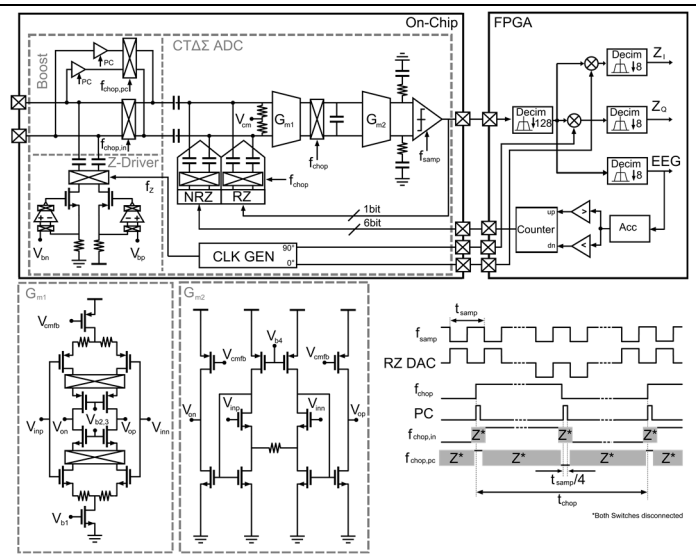 On-Chip
FPGA
Boost
CTΔΣ ADC
PC
PC
f_chop,pc
f_chop,in
V_cm
G_m1
G_m2
f_chop
f_samp
Decim
↓128
Decim
↓8
Z_I
Decim
↓8
Z_Q
Decim
↓8
EEG
Z-Driver
f_Z
V_bn
V_bp
NRZ
RZ
f_chop
1bit
6bit
CLK GEN
90°
0°
Counter
up
dn
>
<
Acc
G_m1
V_cmfb
V_inp
V_on
V_b2,3
V_op
V_inn
V_b1
G_m2
V_cmfb
V_b4
V_cmfb
V_on
V_inp
V_inn
V_op
t_samp
f_samp
RZ DAC
f_chop
PC
f_chop,in
Z*
Z*
Z*
f_chop,pc
Z*
Z*
Z*
Z*
t_samp/4
t_chop
*Both Switches disconnected